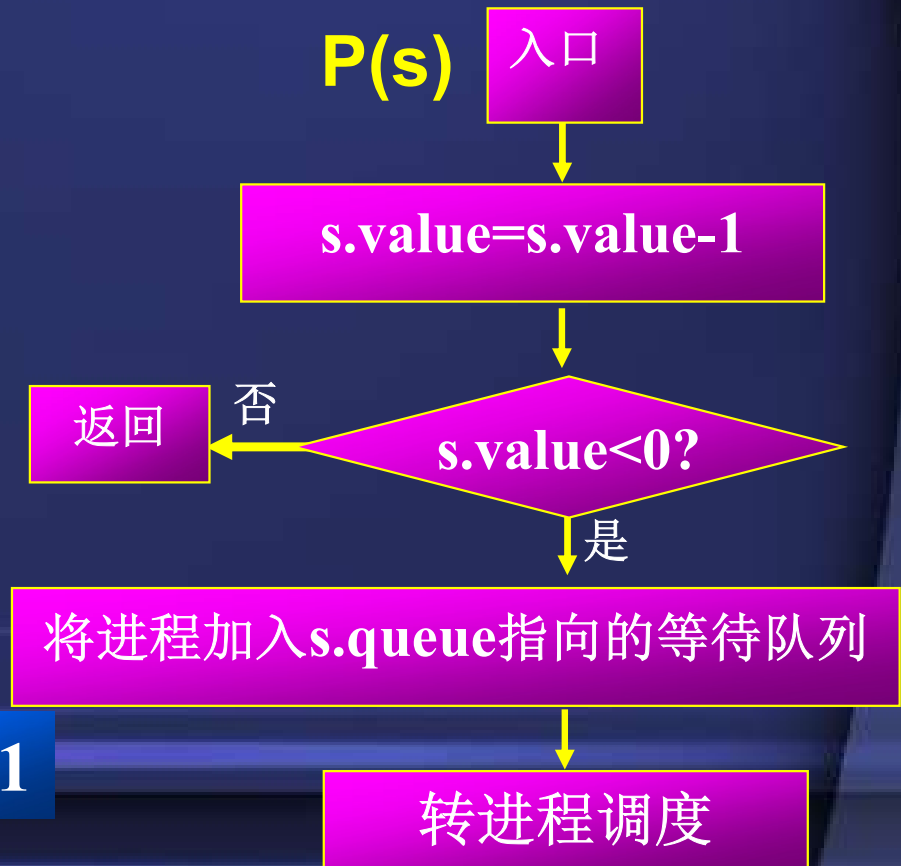 P(s)
入口
s.value=s.value-1
s.value<0?
否
返回
是
将进程加入s.queue指向的等待队列
1
转进程调度